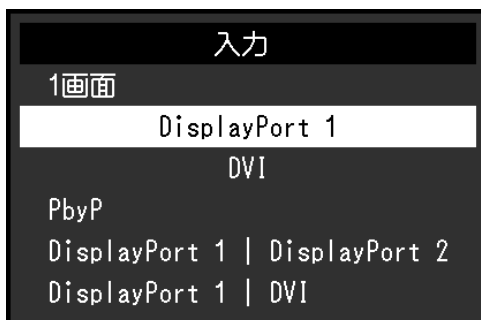 入力
1画面
DisplayPort 1
DVI
PbyP
DisplayPort 1 | DisplayPort 2
DisplayPort 1 | DVI